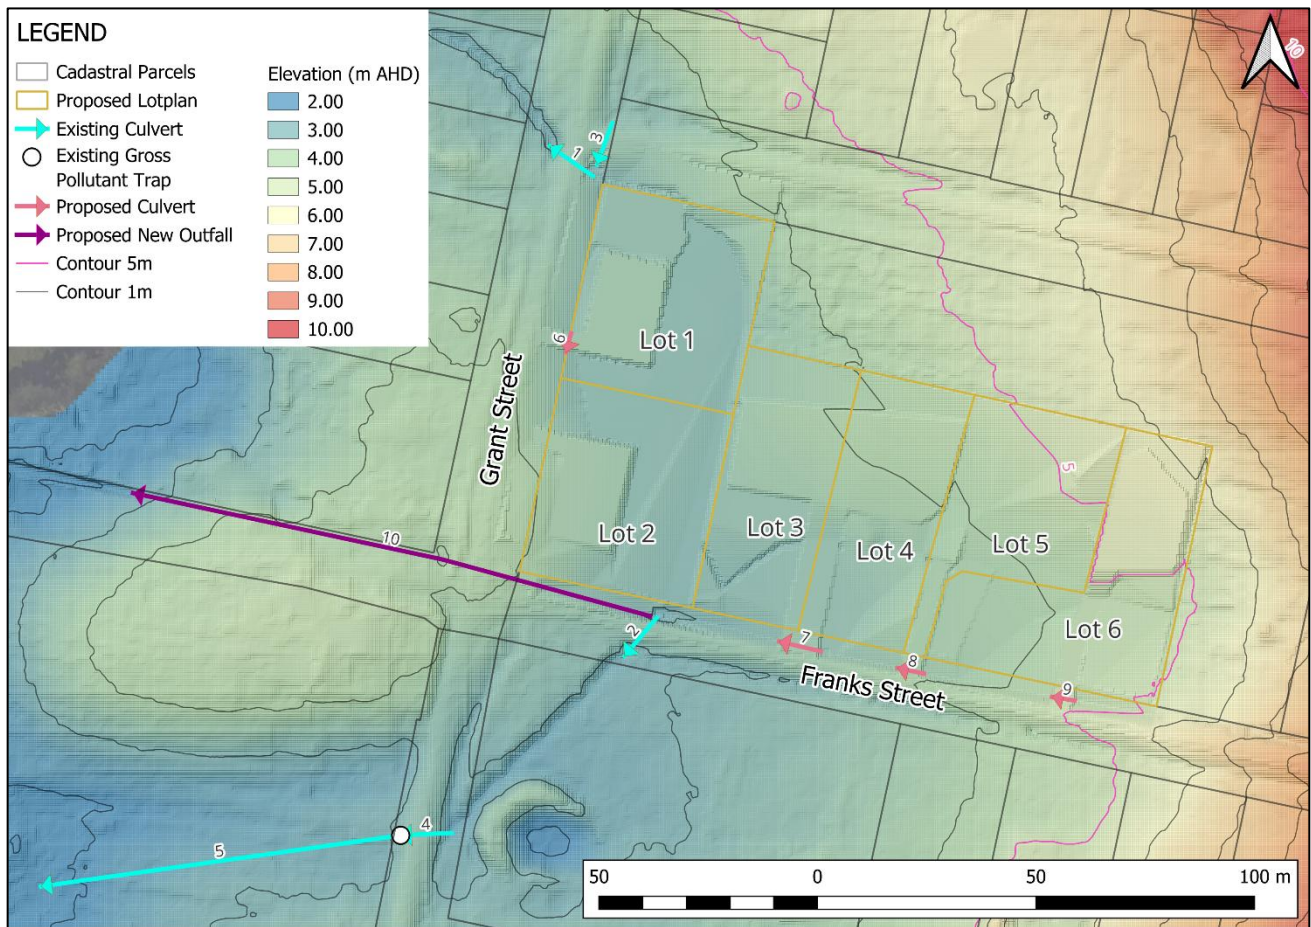 LEGEND
Cadastral Parcels
Proposed Lotplan
Existing Culvert
Existing Gross
Pollutant Trap
Proposed Culvert
Proposed New Outfall
Contour 5m
Contour 1m
Elevation (m AHD)
2.00
3.00
4.00
5.00
6.00
7.00
8.00
9.00
10.00
10
3
1
6
Lot 1
Grant Street
5
10
Lot 2
Lot 3
Lot 4
Lot 5
Lot 6
2
7
8
9
Franks Street
4
5
50 0 50 100 m